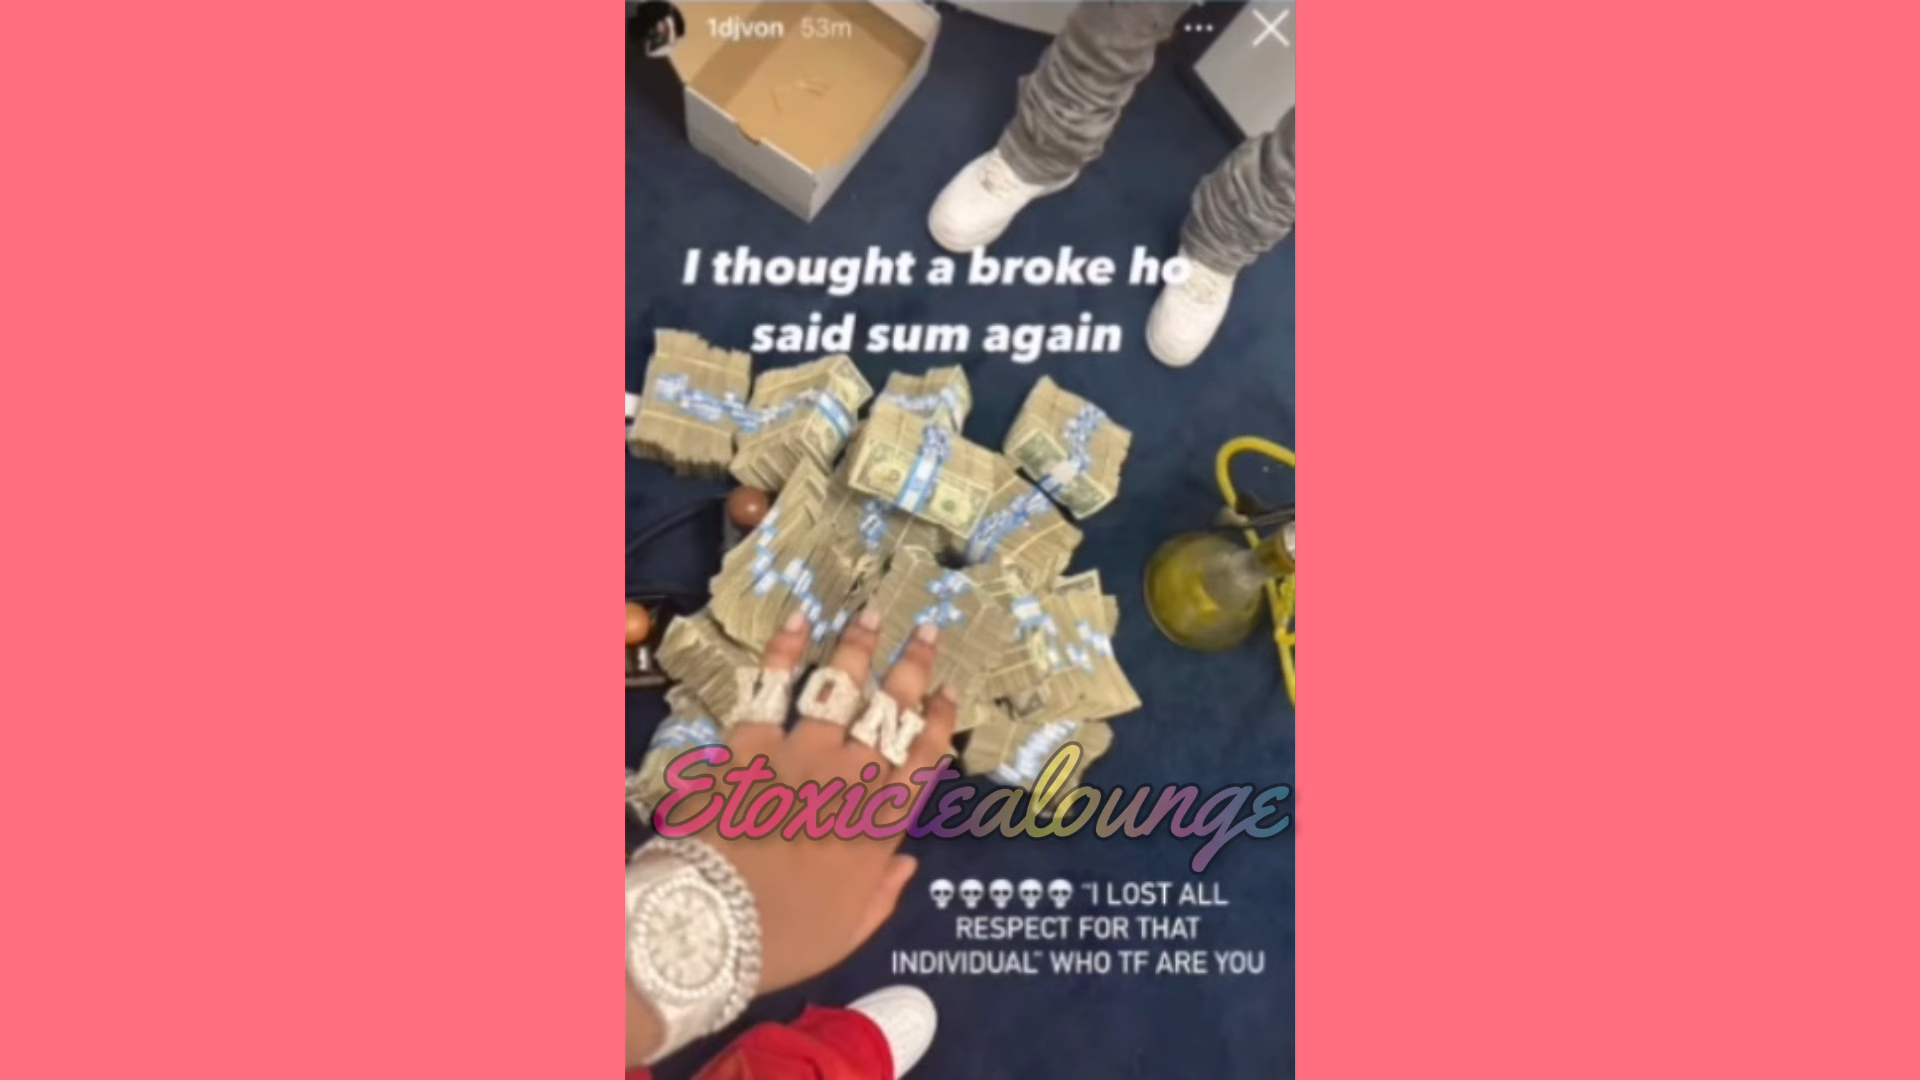 1djvon 53m
I thought a broke ho
said sum again
VON
Etoxictealounge
💀💀💀💀💀 "I LOST ALL
RESPECT FOR THAT
INDIVIDUAL" WHO TF ARE YOU